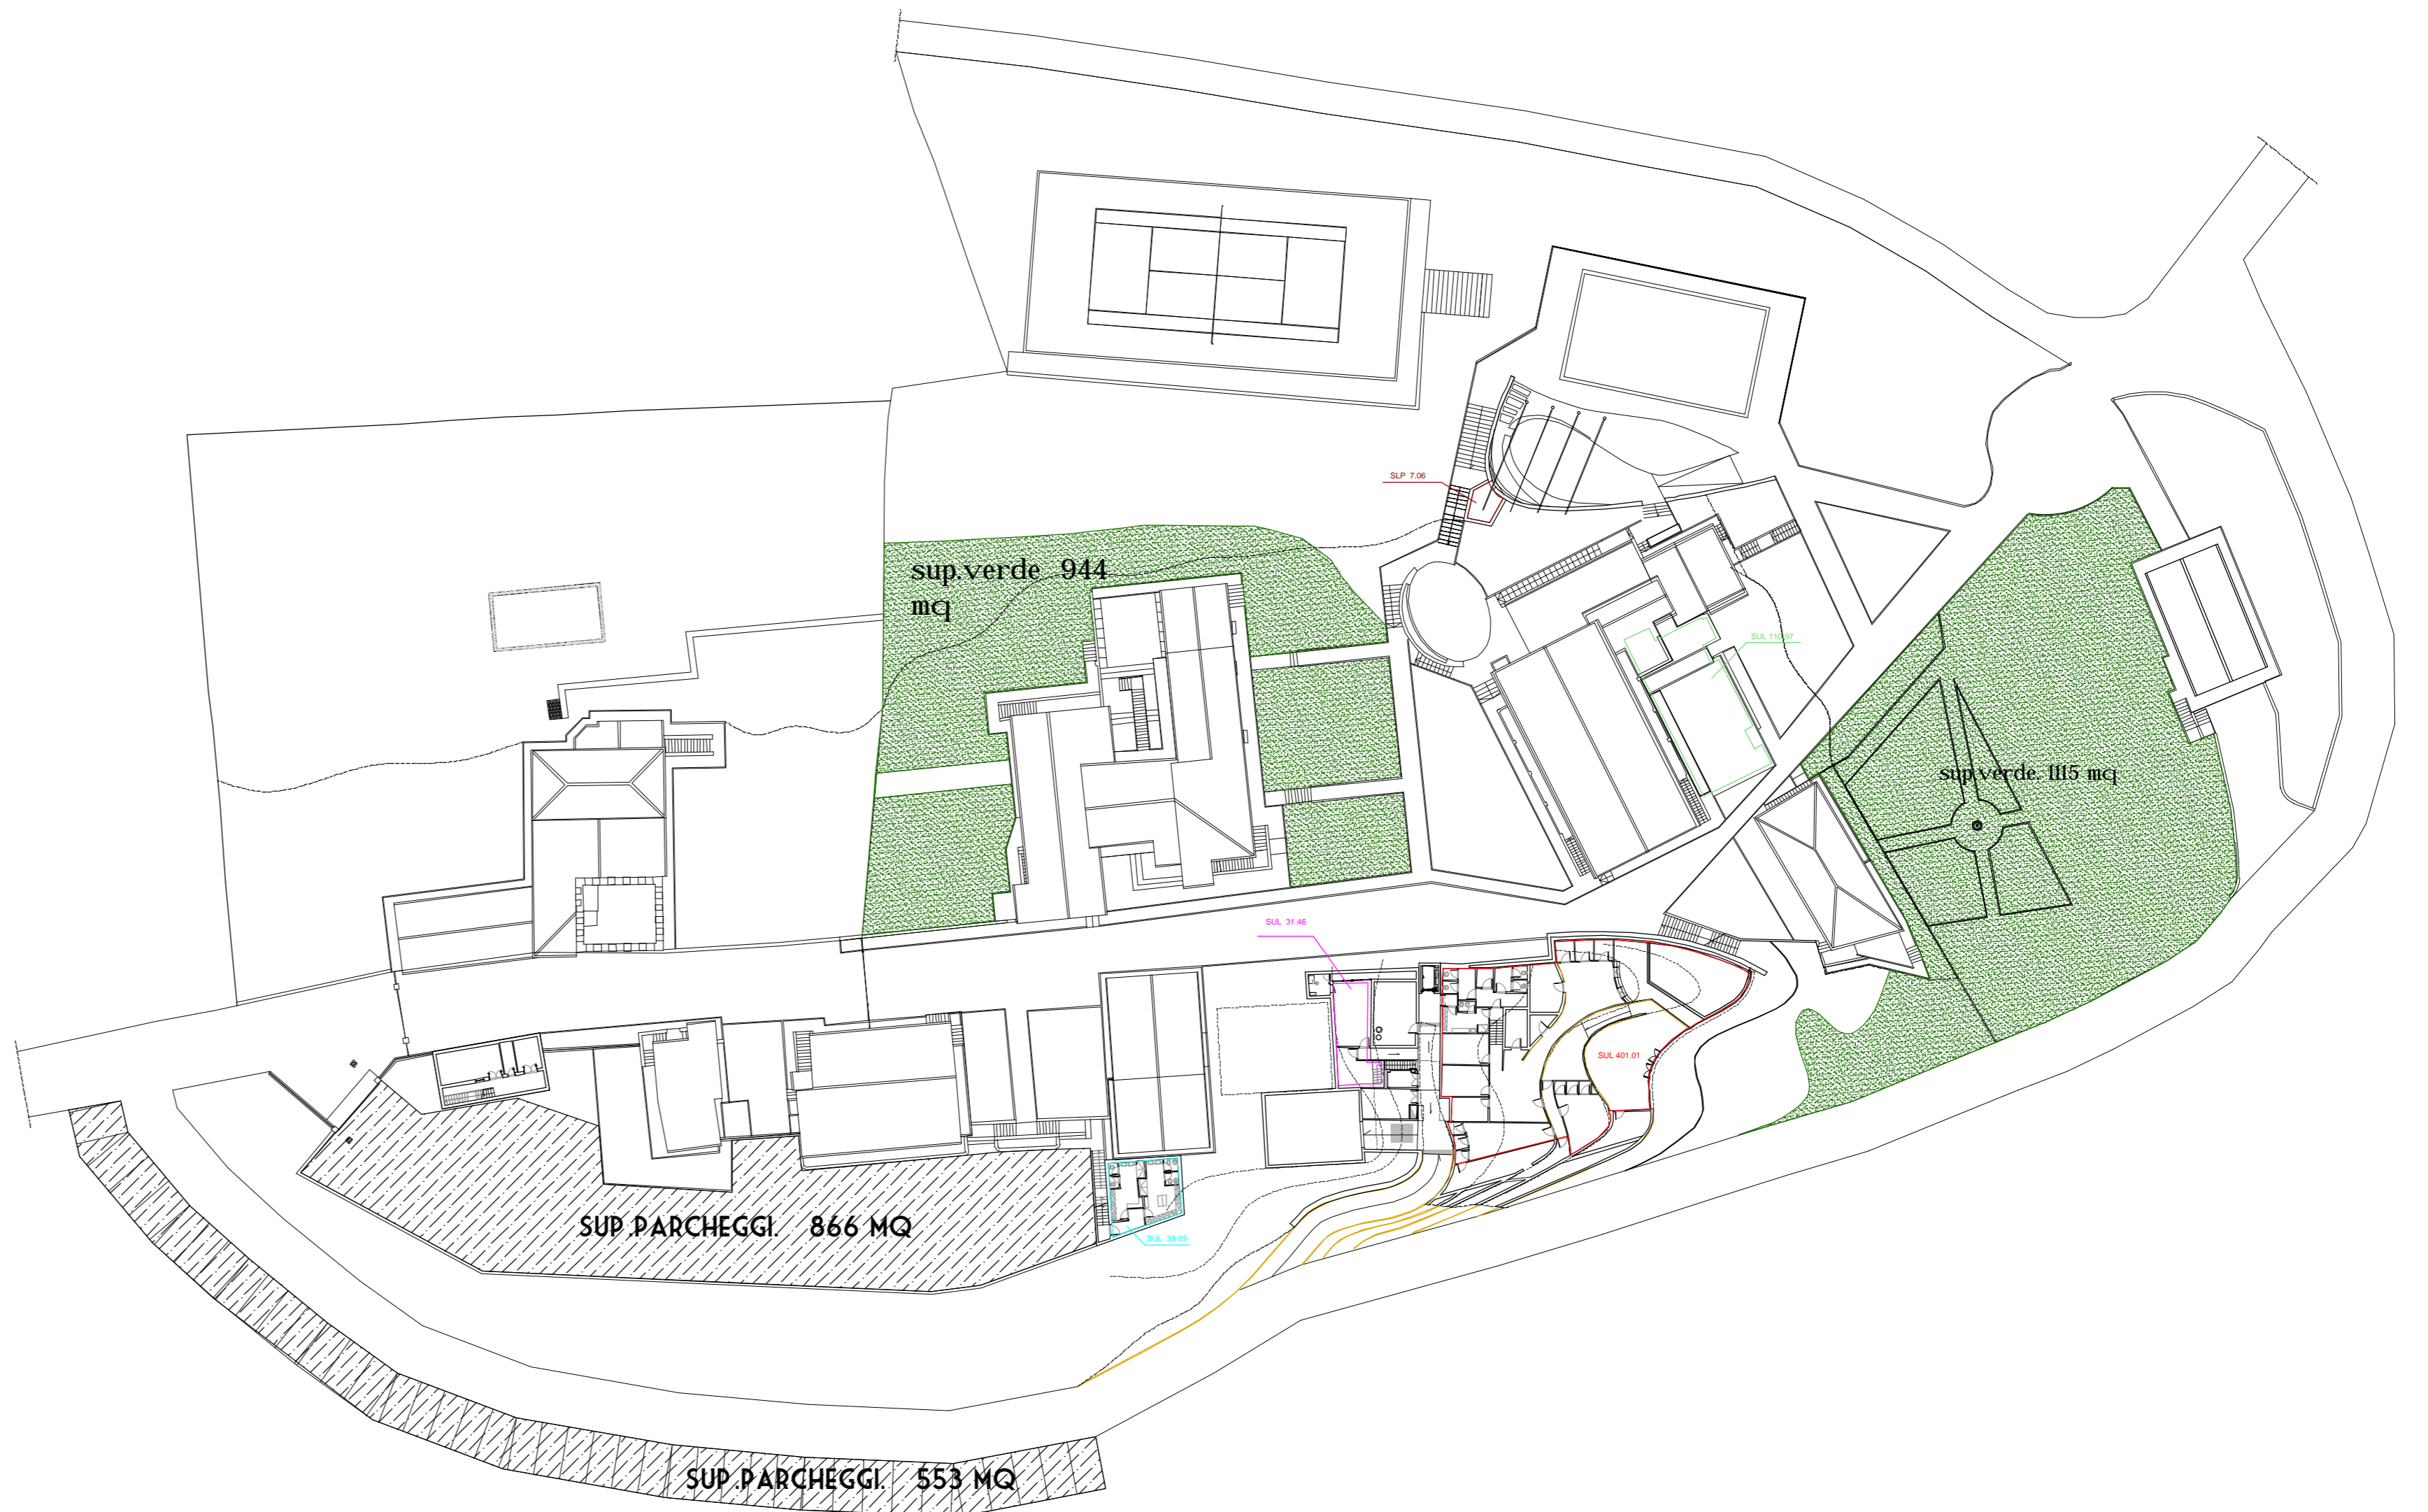 SLP 7.06
sup.verde 944
mq
SUL 110.97
sup.verde. 1115 mq
SUL 31.46
SUL 401.01
SUP.PARCHEGGI. 866 MQ
SUL 39.89
SUP.PARCHEGGI. 553 MQ